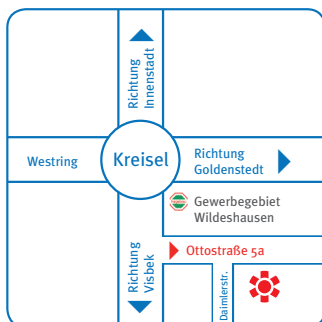 Richtung
Innenstadt
Westring
Kreisel
Richtung
Goldenstedt
Gewerbegebiet
Wildeshausen
Richtung
Visbek
Ottostraße 5a
Daimlerstr.